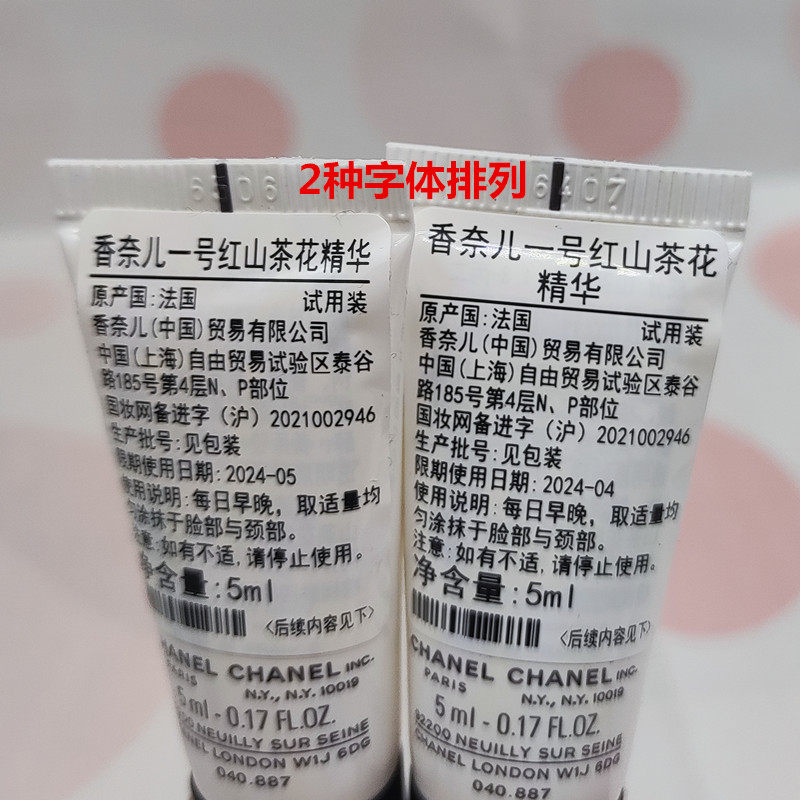 2种字体排列
6407
香奈儿一号红山茶花精华
原产国:法国 试用装
香奈儿(中国)贸易有限公司
中国(上海)自由贸易试验区泰谷
路185号第4层N、P部位
国妆网备进字（沪）2021002946
生产批号:见包装
限期使用日期: 2024-05
使用说明:每日早晚，取适量均
匀涂抹于脸部与颈部。
注意:如有不适,请停止使用。
净含量:5ml
〈后续内容见下〉
CHANEL CHANEL INC.
PARIS N.Y., N.Y. 10019
5 ml - 0.17 FL.OZ.
NEUILLY SUR SEINE
LONDON W1J 6DG
040.887
香奈儿一号红山茶花
精华
原产国:法国 试用装
香奈儿(中国)贸易有限公司
中国(上海)自由贸易试验区泰谷
路185号第4层N、P部位
国妆网备进字（沪）2021002946
生产批号:见包装
限期使用日期: 2024-04
使用说明:每日早晚，取适量均
匀涂抹于脸部与颈部。
注意:如有不适,请停止使用。
净含量:5ml
〈后续内容见下〉
CHANEL CHANEL INC.
PARIS N.Y., N.Y. 10019
5 ml - 0.17 FL.OZ.
92200 NEUILLY SUR SEINE
CHANEL LONDON W1J 6DG
040.887